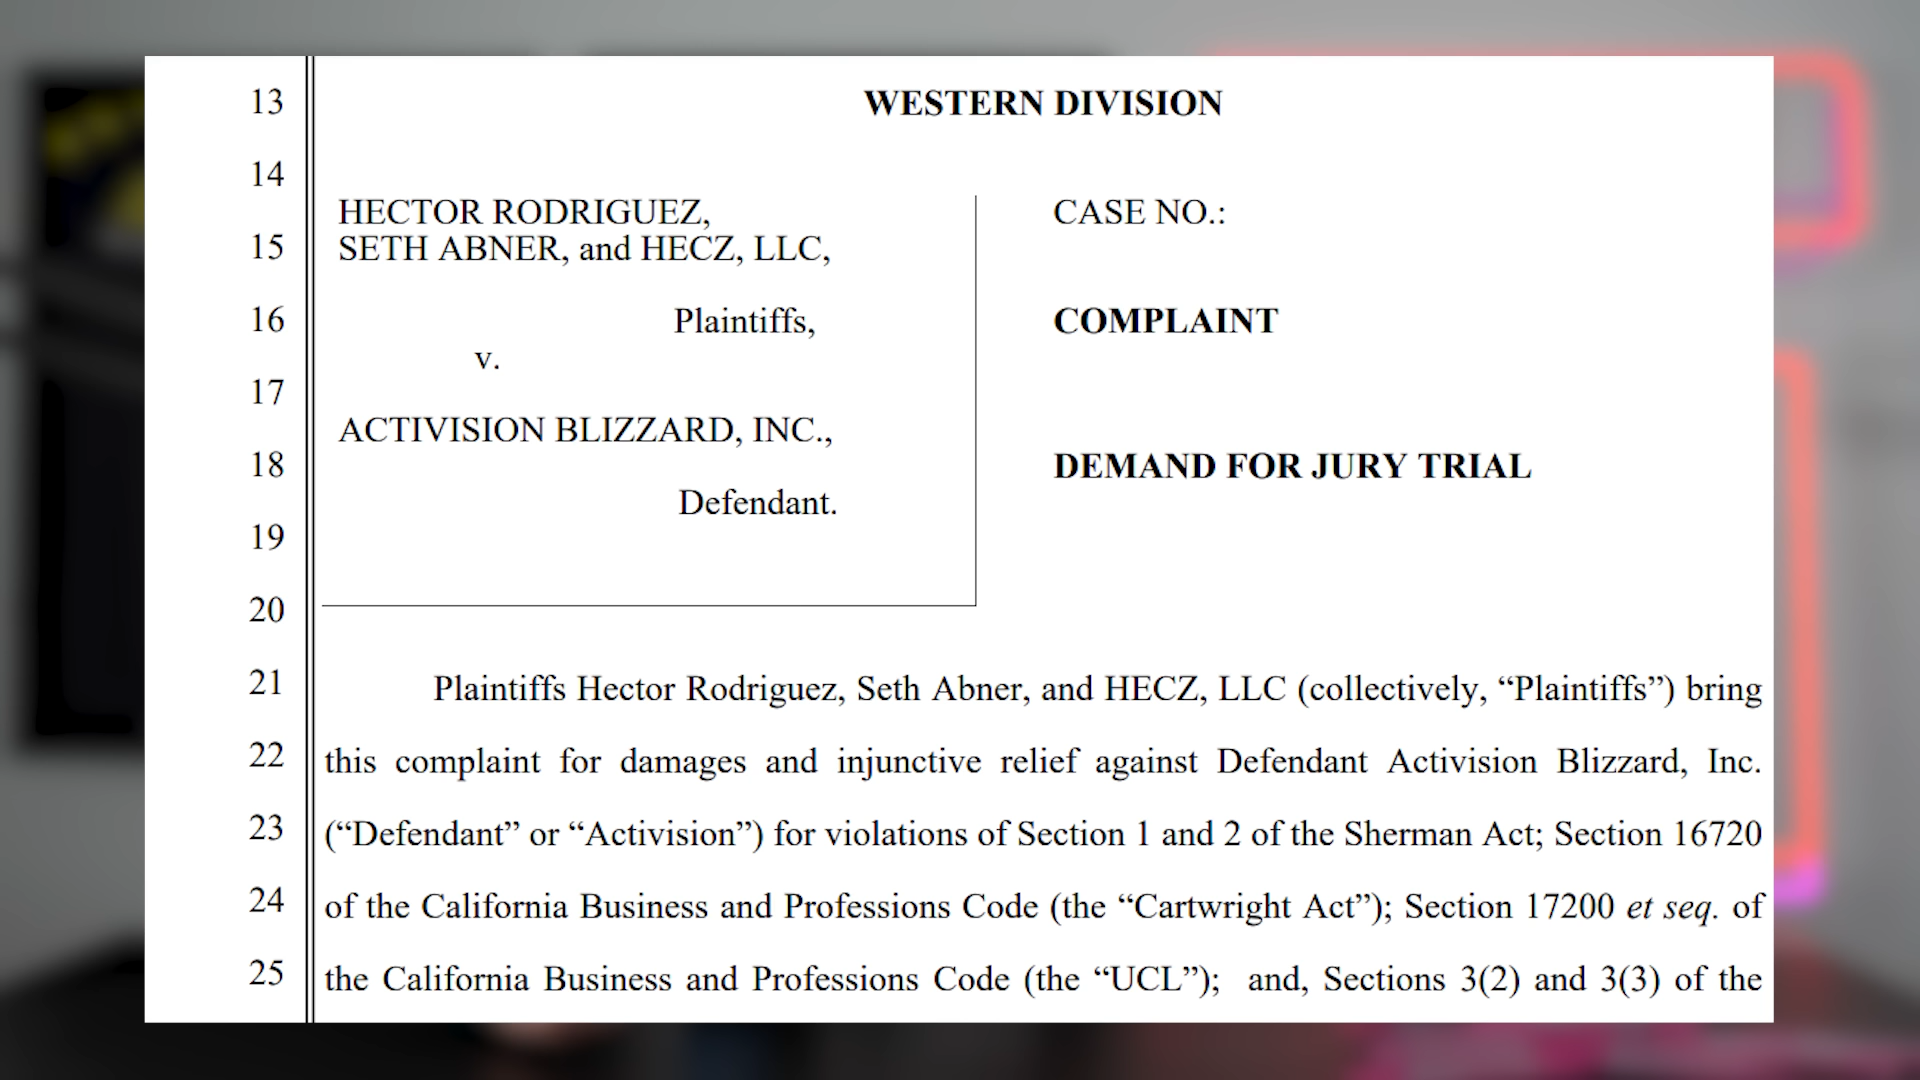 13 WESTERN DIVISION
14
HECTOR RODRIGUEZ, CASE NO.:
15 SETH ABNER, and HECZ, LLC,
16 Plaintiffs, COMPLAINT
v.
17
ACTIVISION BLIZZARD, INC.,
18 DEMAND FOR JURY TRIAL
Defendant.
19
20
21 Plaintiffs Hector Rodriguez, Seth Abner, and HECZ, LLC (collectively, “Plaintiffs”) bring
22 this complaint for damages and injunctive relief against Defendant Activision Blizzard, Inc.
23 (“Defendant” or “Activision”) for violations of Section 1 and 2 of the Sherman Act; Section 16720
24 of the California Business and Professions Code (the “Cartwright Act”); Section 17200 et seq. of
25 the California Business and Professions Code (the “UCL”); and, Sections 3(2) and 3(3) of the